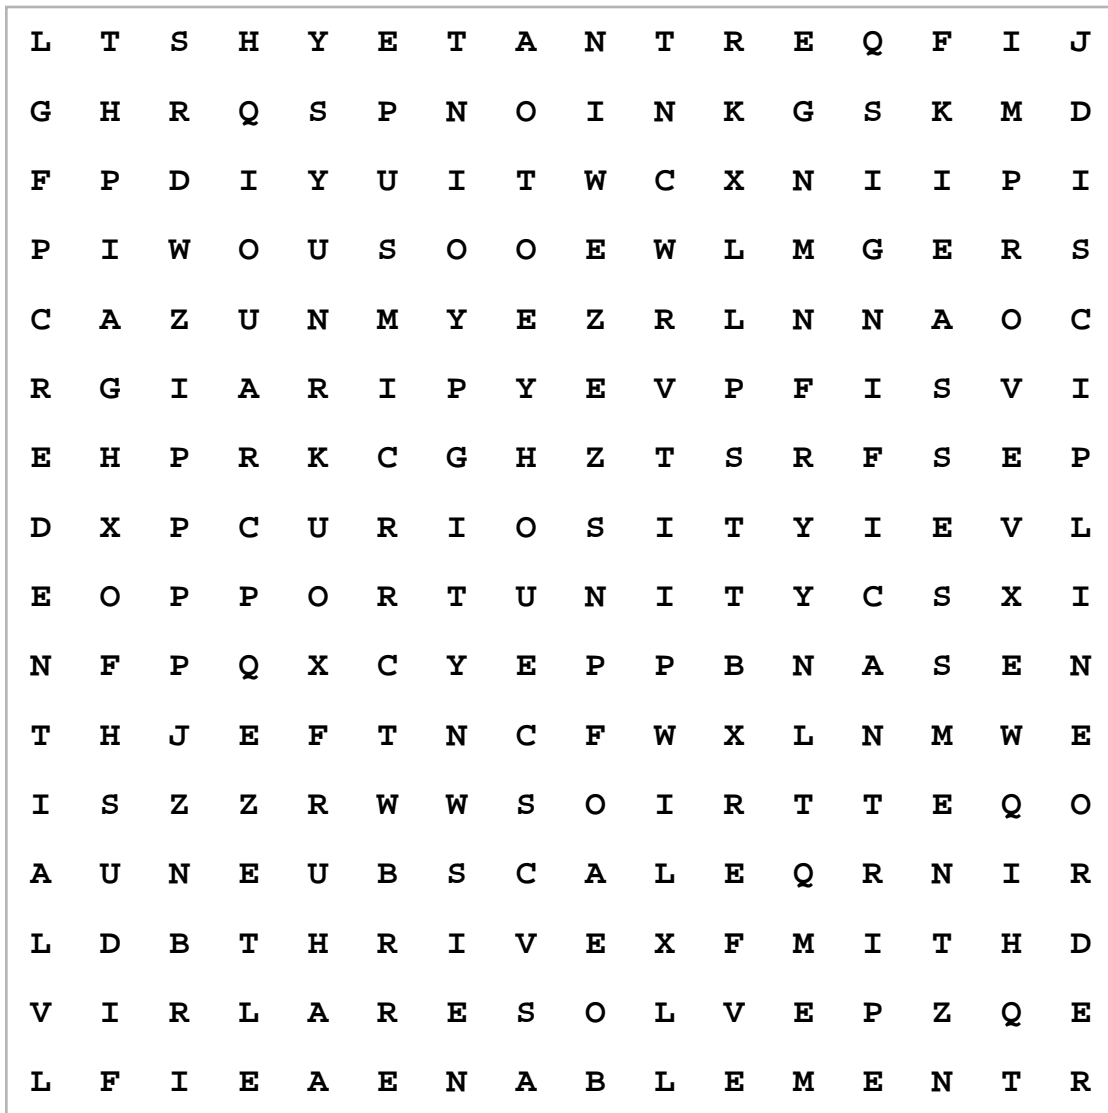 L T S H Y E T A N T R E Q F I J
G H R Q S P N O I N K G S K M D
F P D I Y U I T W C X N I I P I
P I W O U S O O E W L M G E R S
C A Z U N M Y E Z R L N N A O C
R G I A R I P Y E V P F I S V I
E H P R K C G H Z T S R F S E P
D X P C U R I O S I T Y I E V L
E O P P O R T U N I T Y C S X I
N F P Q X C Y E P P B N A S E N
T H J E F T N C F W X L N M W E
I S Z Z R W W S O I R T T E Q O
A U N E U B S C A L E Q R N I R
L D B T H R I V E X F M I T H D
V I R L A R E S O L V E P Z Q E
L F I E A E N A B L E M E N T R